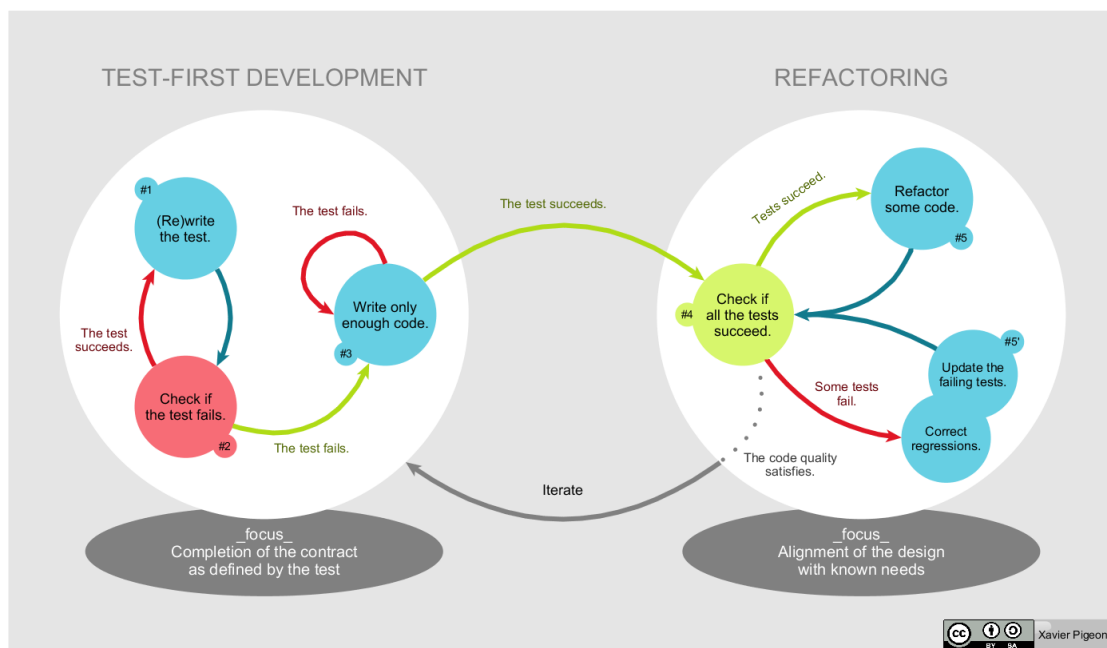 TEST-FIRST DEVELOPMENT
#1
(Re)write
the test.
The test
succeeds.
Check if
the test fails.
#2
The test fails.
The test fails.
Write only
enough code.
#3
The test succeeds.
Iterate
_focus_
Completion of the contract
as defined by the test
REFACTORING
#4
Check if
all the tests
succeed.
Tests succeed.
Refactor
some code.
#5
#5'
Update the
failing tests.
Some tests
fail.
Correct
regressions.
The code quality
satisfies.
_focus_
Alignment of the design
with known needs
cc
BY SA
Xavier Pigeon